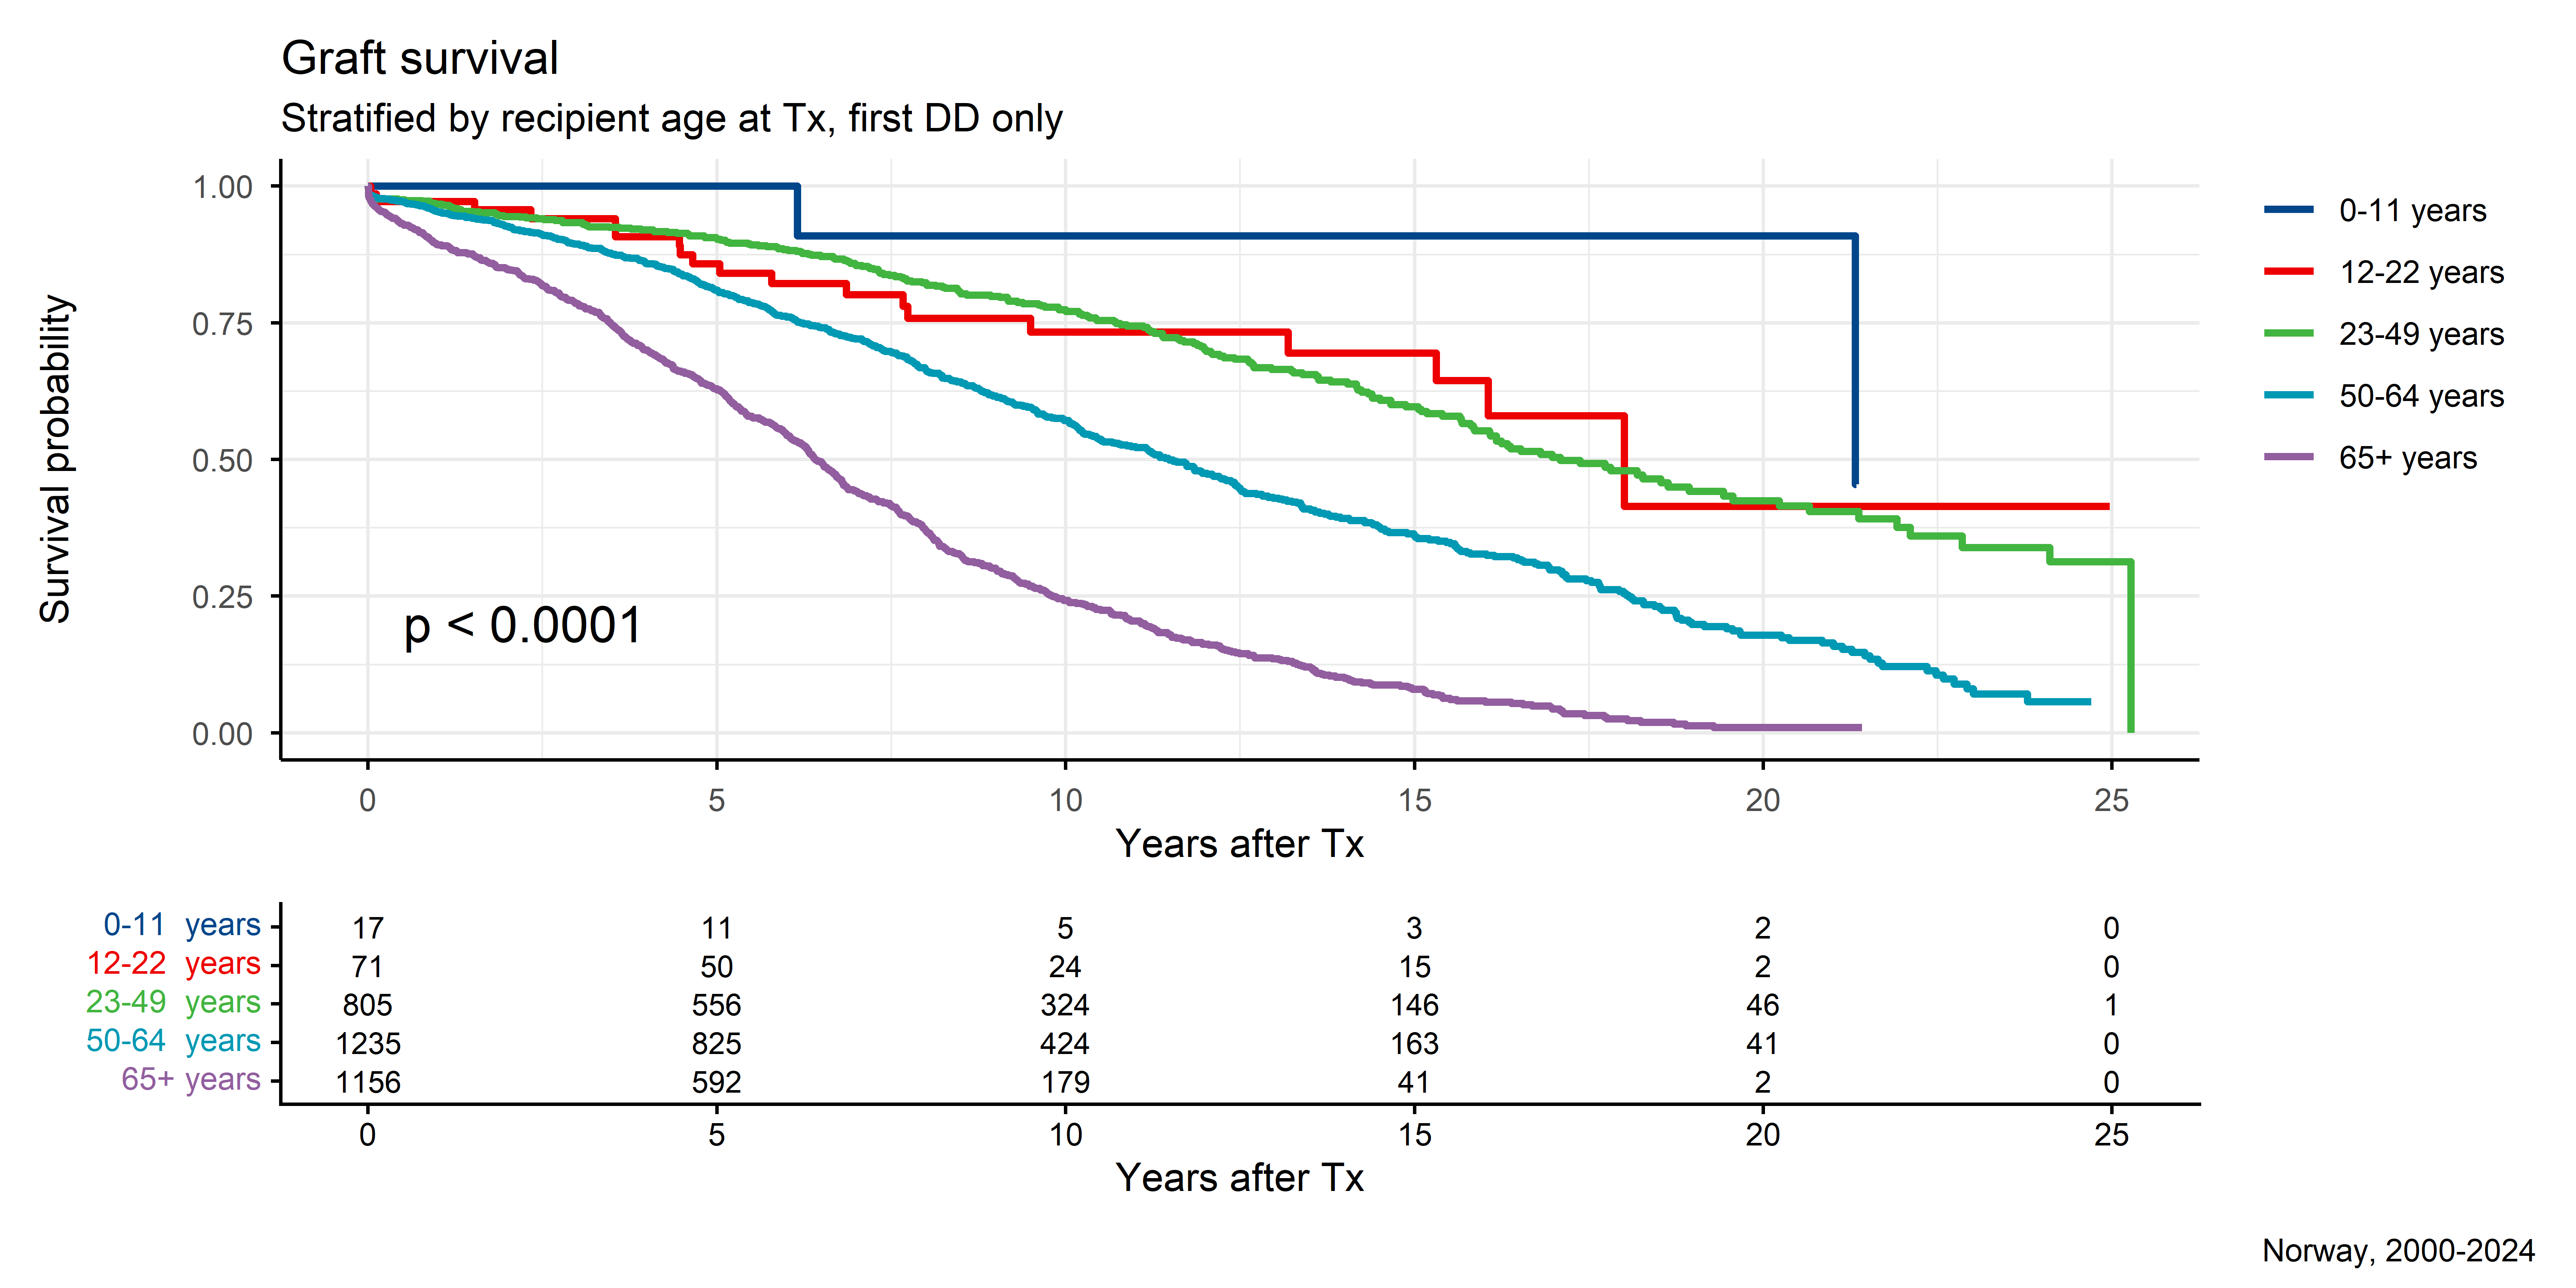 Graft survival
Stratified by recipient age at Tx, first DD only
Survival probability
1.00
0.75
0.50
0.25
0.00
p < 0.0001
0 5 10 15 20 25
Years after Tx
0-11 years
12-22 years
23-49 years
50-64 years
65+ years
0-11 years 17 11 5 3 2 0
12-22 years 71 50 24 15 2 0
23-49 years 805 556 324 146 46 1
50-64 years 1235 825 424 163 41 0
65+ years 1156 592 179 41 2 0
0 5 10 15 20 25
Years after Tx
Norway, 2000-2024